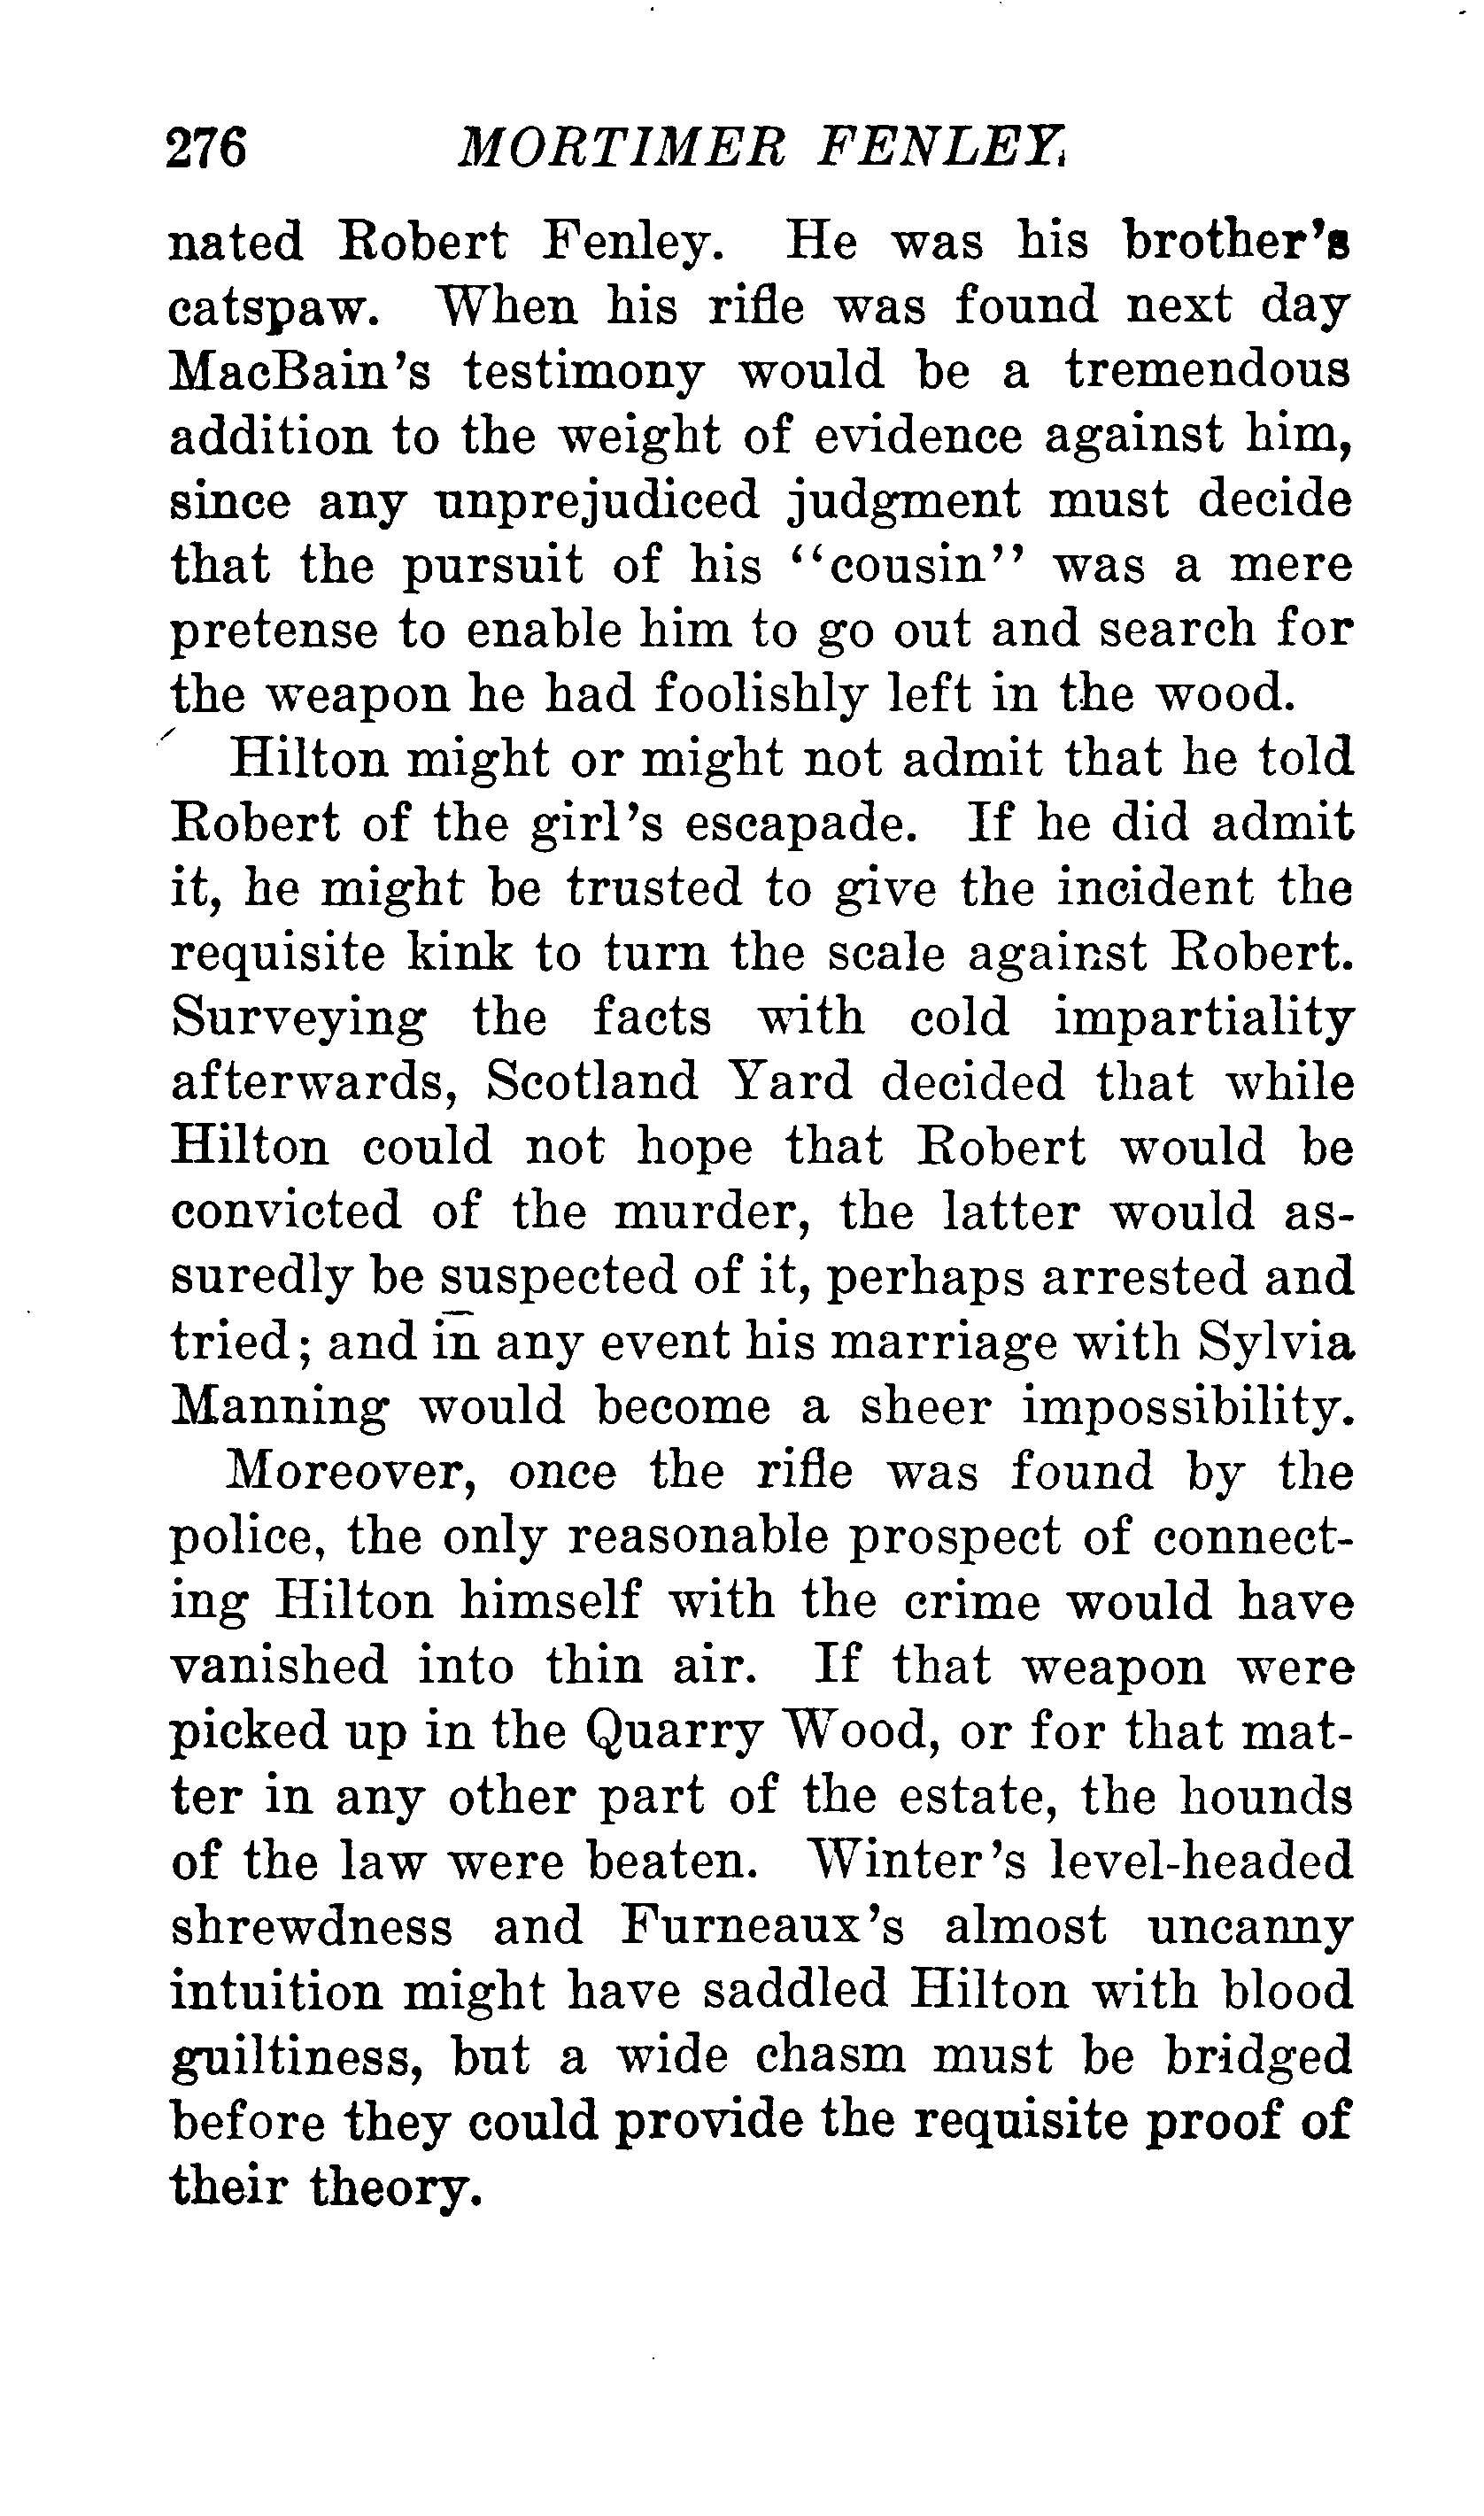 276 MORTIMER FENLEY
nated Robert Fenley. He was his brother's
catspaw. When his rifle was found next day
MacBain's testimony would be a tremendous
addition to the weight of evidence against him,
since any unprejudiced judgment must decide
that the pursuit of his "cousin" was a mere
pretense to enable him to go out and search for
the weapon he had foolishly left in the wood.
Hilton might or might not admit that he told
Robert of the girl's escapade. If he did admit
it, he might be trusted to give the incident the
requisite kink to turn the scale against Robert.
Surveying the facts with cold impartiality
afterwards, Scotland Yard decided that while
Hilton could not hope that Robert would be
convicted of the murder, the latter would as-
suredly be suspected of it, perhaps arrested and
tried; and in any event his marriage with Sylvia
Manning would become a sheer impossibility.
Moreover, once the rifle was found by the
police, the only reasonable prospect of connect-
ing Hilton himself with the crime would have
vanished into thin air. If that weapon were
picked up in the Quarry Wood, or for that mat-
ter in any other part of the estate, the hounds
of the law were beaten. Winter's level-headed
shrewdness and Furneaux's almost uncanny
intuition might have saddled Hilton with blood
guiltiness, but a wide chasm must be bridged
before they could provide the requisite proof of
their theory.